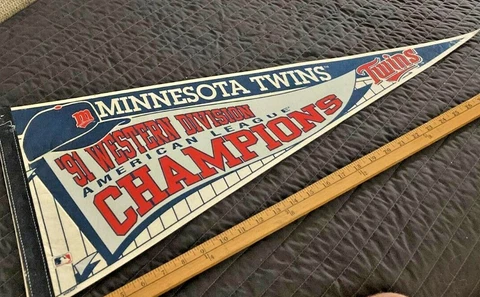 MINNESOTA TWINS
Twins
m
'91 WESTERN DIVISION
AMERICAN LEAGUE
CHAMPIONS